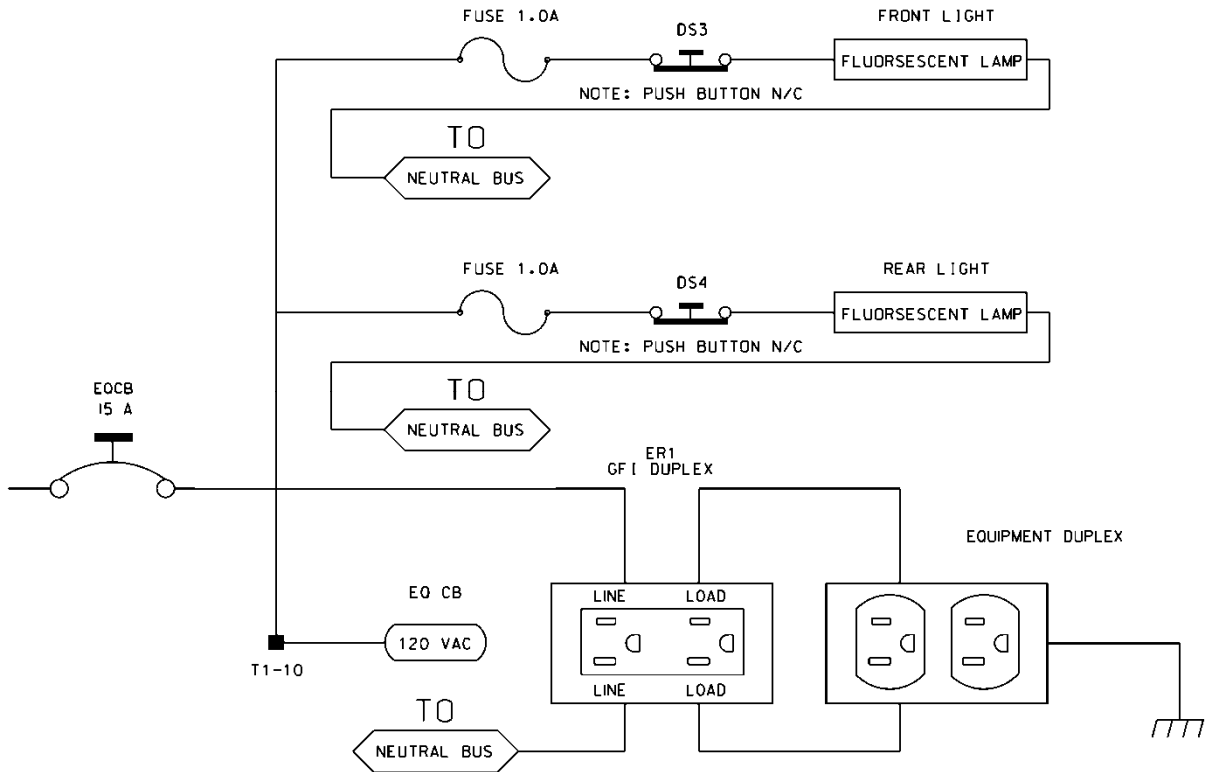 FUSE 1.0A
FRONT LIGHT
DS3
FLUORSESCENT LAMP
NOTE: PUSH BUTTON N/C
TO
NEUTRAL BUS
FUSE 1.0A
REAR LIGHT
DS4
FLUORSESCENT LAMP
NOTE: PUSH BUTTON N/C
TO
NEUTRAL BUS
EQCB
15 A
ER1
GFI DUPLEX
EQUIPMENT DUPLEX
LINE LOAD
EQ CB
120 VAC
T1-10
LINE LOAD
TO
NEUTRAL BUS